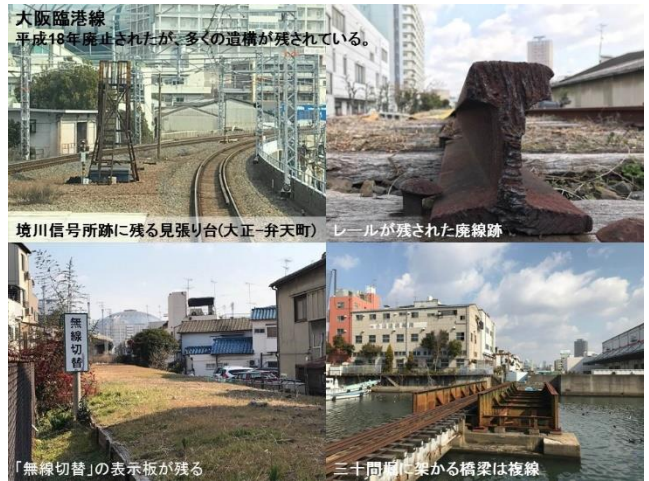 大阪臨港線
平成18年廃止されたが、多くの遺構が残されている。
境川信号所跡に残る見張り台(大正−弁天町)
レールが残された廃線跡
無線切替
「無線切替」の表示板が残る
三十間堀に架かる橋梁は複線